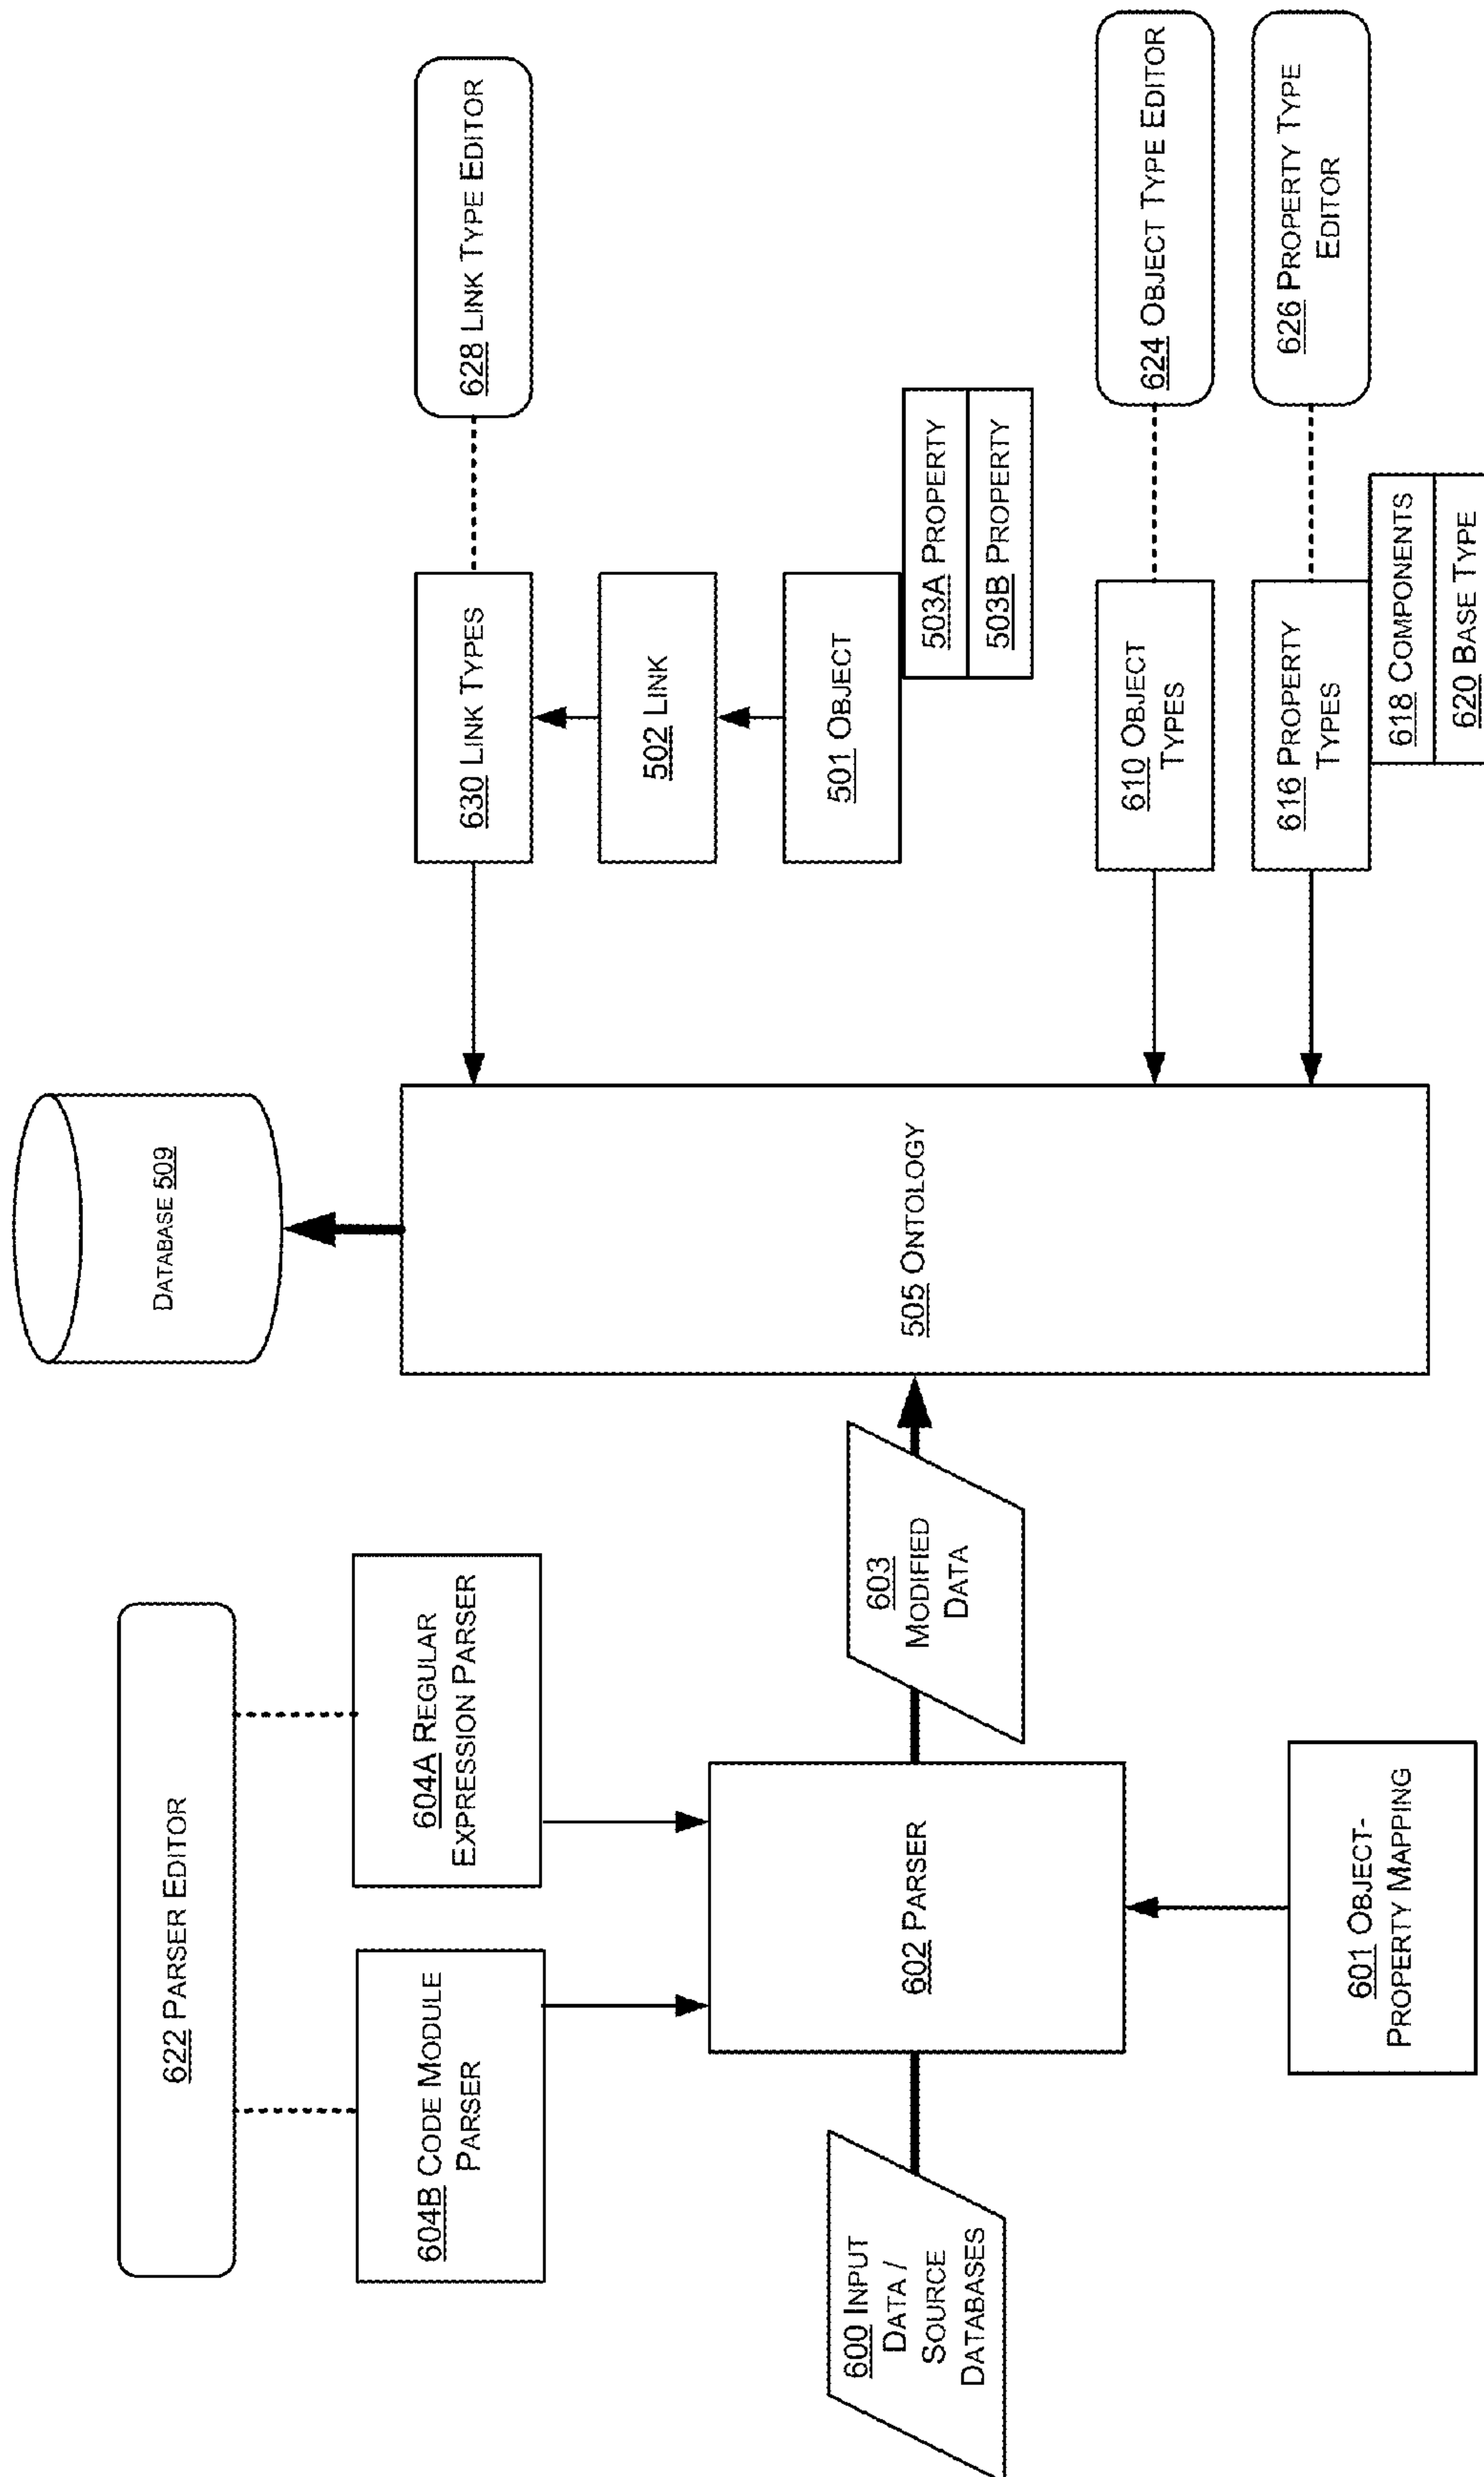 622 PARSER EDITOR
604B CODE MODULE
PARSER
604A REGULAR
EXPRESSION PARSER
600 INPUT
DATA /
SOURCE
DATABASES
602 PARSER
601 OBJECT-
PROPERTY MAPPING
603
MODIFIED
DATA
DATABASE 509
505 ONTOLOGY
630 LINK TYPES
628 LINK TYPE EDITOR
502 LINK
501 OBJECT
503A PROPERTY
503B PROPERTY
610 OBJECT
TYPES
624 OBJECT TYPE EDITOR
616 PROPERTY
TYPES
626 PROPERTY TYPE
EDITOR
618 COMPONENTS
620 BASE TYPE